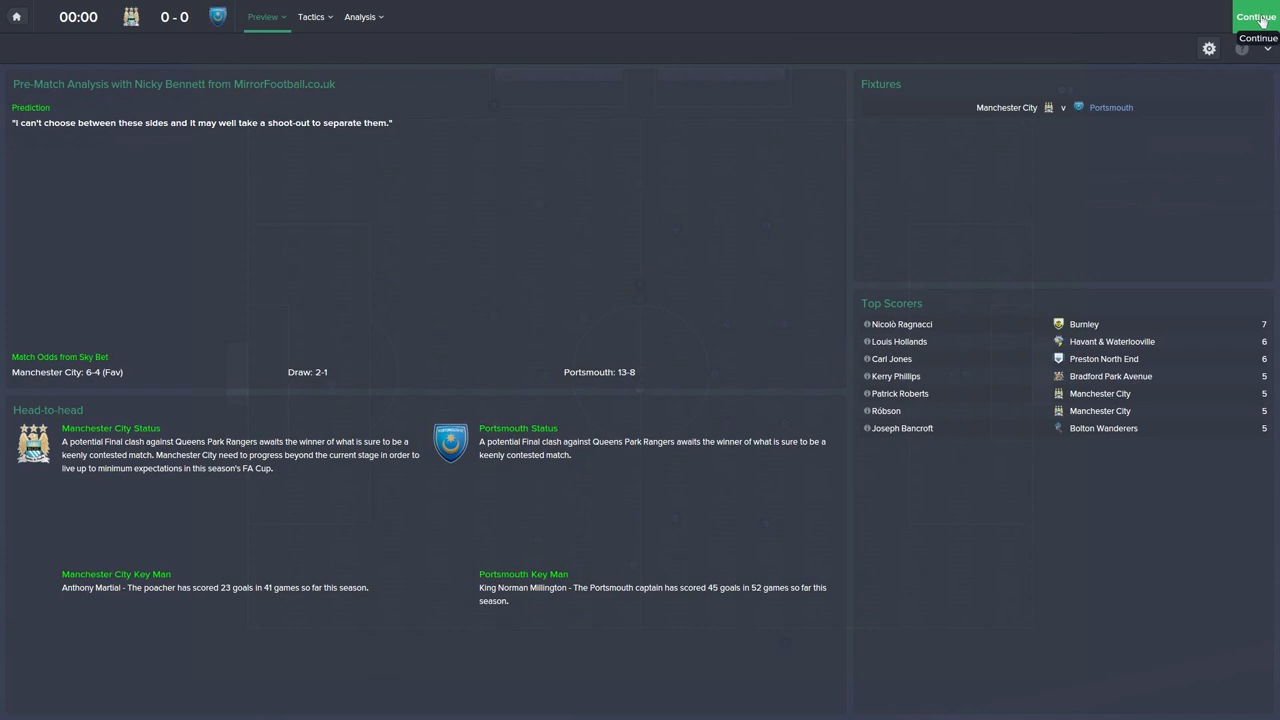 00:00
0 - 0
Preview
Tactics
Analysis
Continue
Continue
Pre-Match Analysis with Nicky Bennett from MirrorFootball.co.uk
Prediction
"I can't choose between these sides and it may well take a shoot-out to separate them."
Match Odds from Sky Bet
Manchester City: 6-4 (Fav)
Draw: 2-1
Portsmouth: 13-8
Fixtures
Manchester City v Portsmouth
Top Scorers
Nicolò Ragnacci Burnley 7
Louis Hollands Havant & Waterlooville 6
Carl Jones Preston North End 6
Kerry Phillips Bradford Park Avenue 5
Patrick Roberts Manchester City 5
Róbson Manchester City 5
Joseph Bancroft Bolton Wanderers 5
Head-to-head
Manchester City Status
A potential Final clash against Queens Park Rangers awaits the winner of what is sure to be a
keenly contested match. Manchester City need to progress beyond the current stage in order to
live up to minimum expectations in this season's FA Cup.
Portsmouth Status
A potential Final clash against Queens Park Rangers awaits the winner of what is sure to be a
keenly contested match.
Manchester City Key Man
Anthony Martial - The poacher has scored 23 goals in 41 games so far this season.
Portsmouth Key Man
King Norman Millington - The Portsmouth captain has scored 45 goals in 52 games so far this
season.